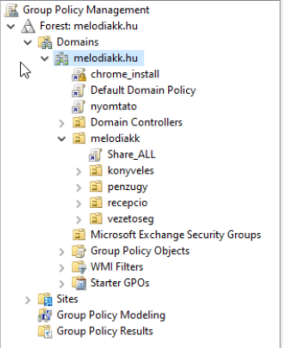 Group Policy Management
Forest: melodiakk.hu
Domains
melodiakk.hu
chrome_install
Default Domain Policy
nyomtato
Domain Controllers
melodiakk
Share_ALL
konyveles
penzugy
recepcio
vezetoseg
Microsoft Exchange Security Groups
Group Policy Objects
WMI Filters
Starter GPOs
Sites
Group Policy Modeling
Group Policy Results